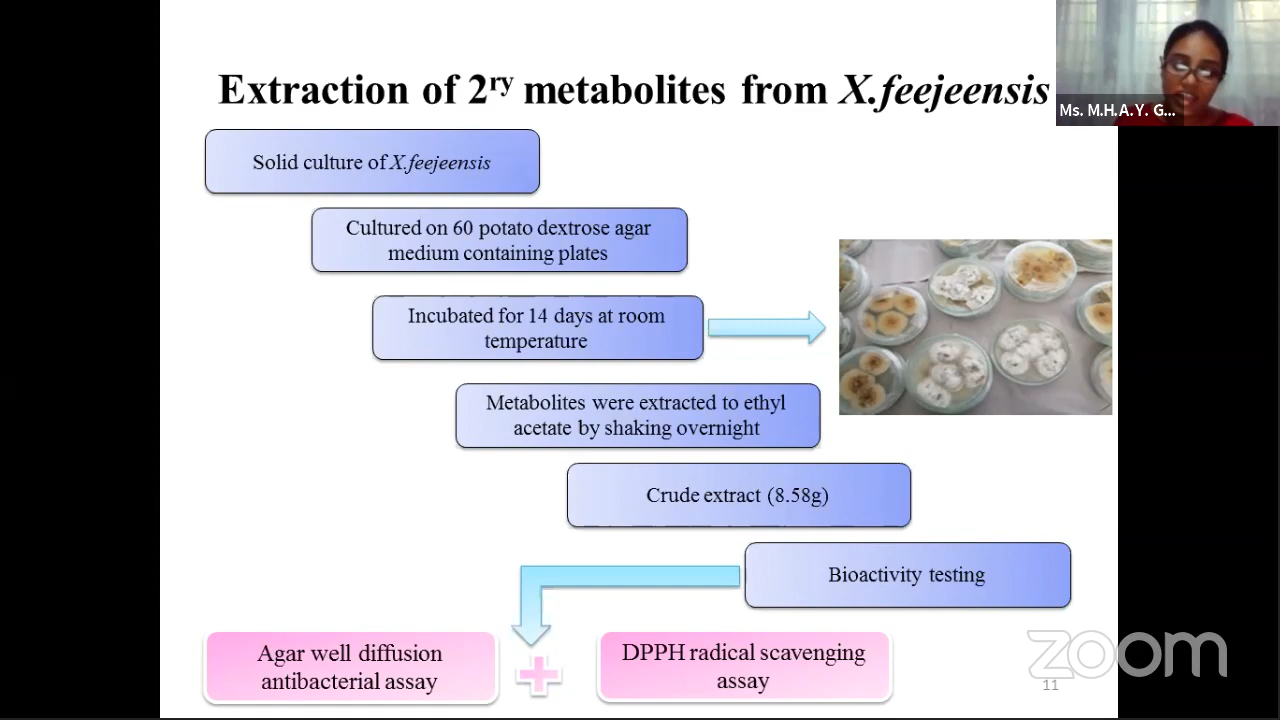 Extraction of 2ry metabolites from X.feejeensis
Ms. M.H.A.Y. G...
Solid culture of X.feejeensis
Cultured on 60 potato dextrose agar
medium containing plates
Incubated for 14 days at room
temperature
Metabolites were extracted to ethyl
acetate by shaking overnight
Crude extract (8.58g)
Bioactivity testing
Agar well diffusion
antibacterial assay
DPPH radical scavenging
assay
zoom
11